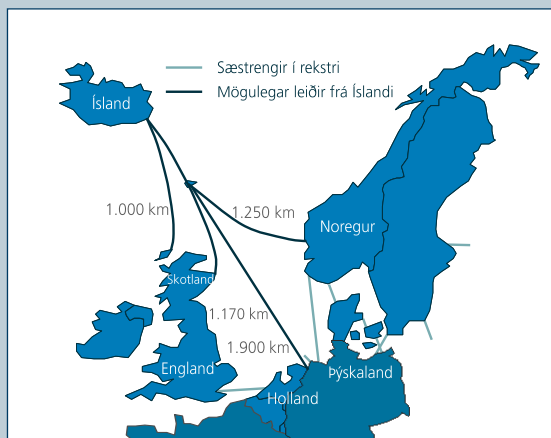 Sæstrengir í rekstri
Mögulegar leiðir frá Íslandi
Ísland
1.000 km
1.250 km
Noregur
Skotland
1.170 km
1.900 km
England
Þýskaland
Holland